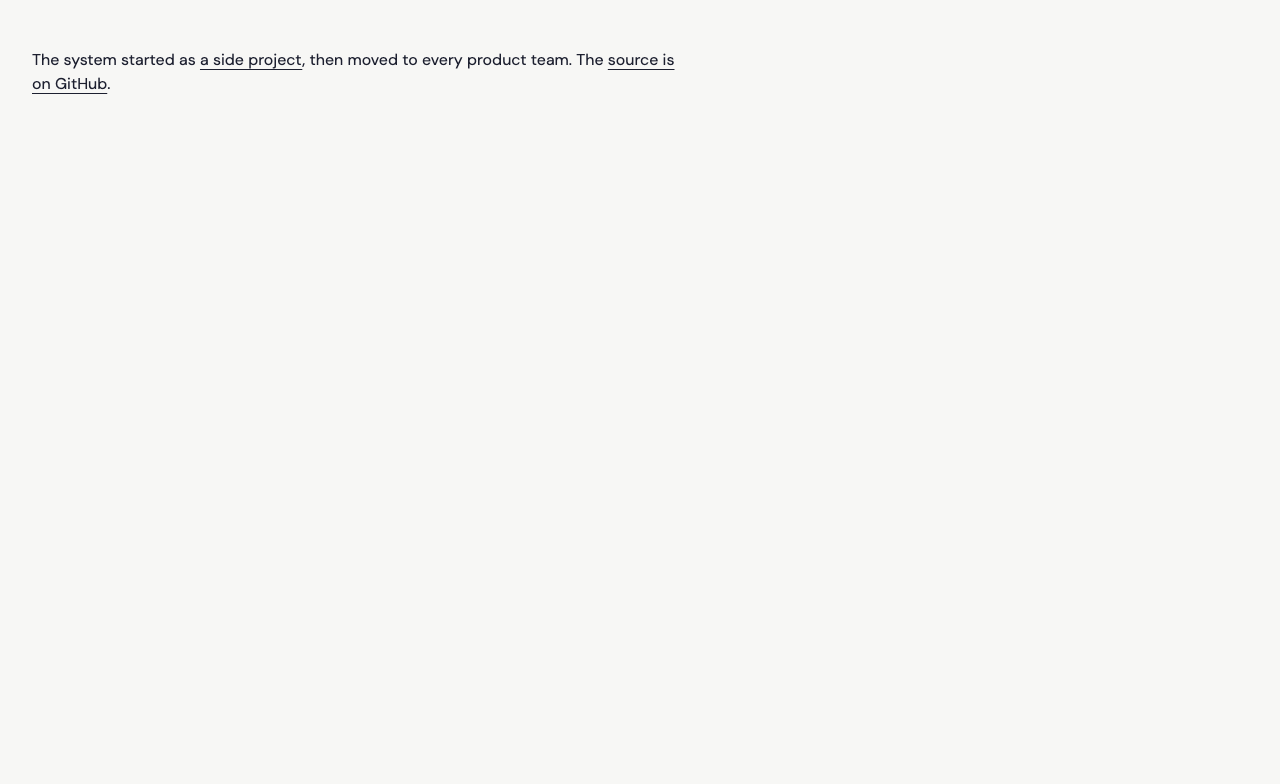 The system started as a side project, then moved to every product team. The source is
on GitHub.